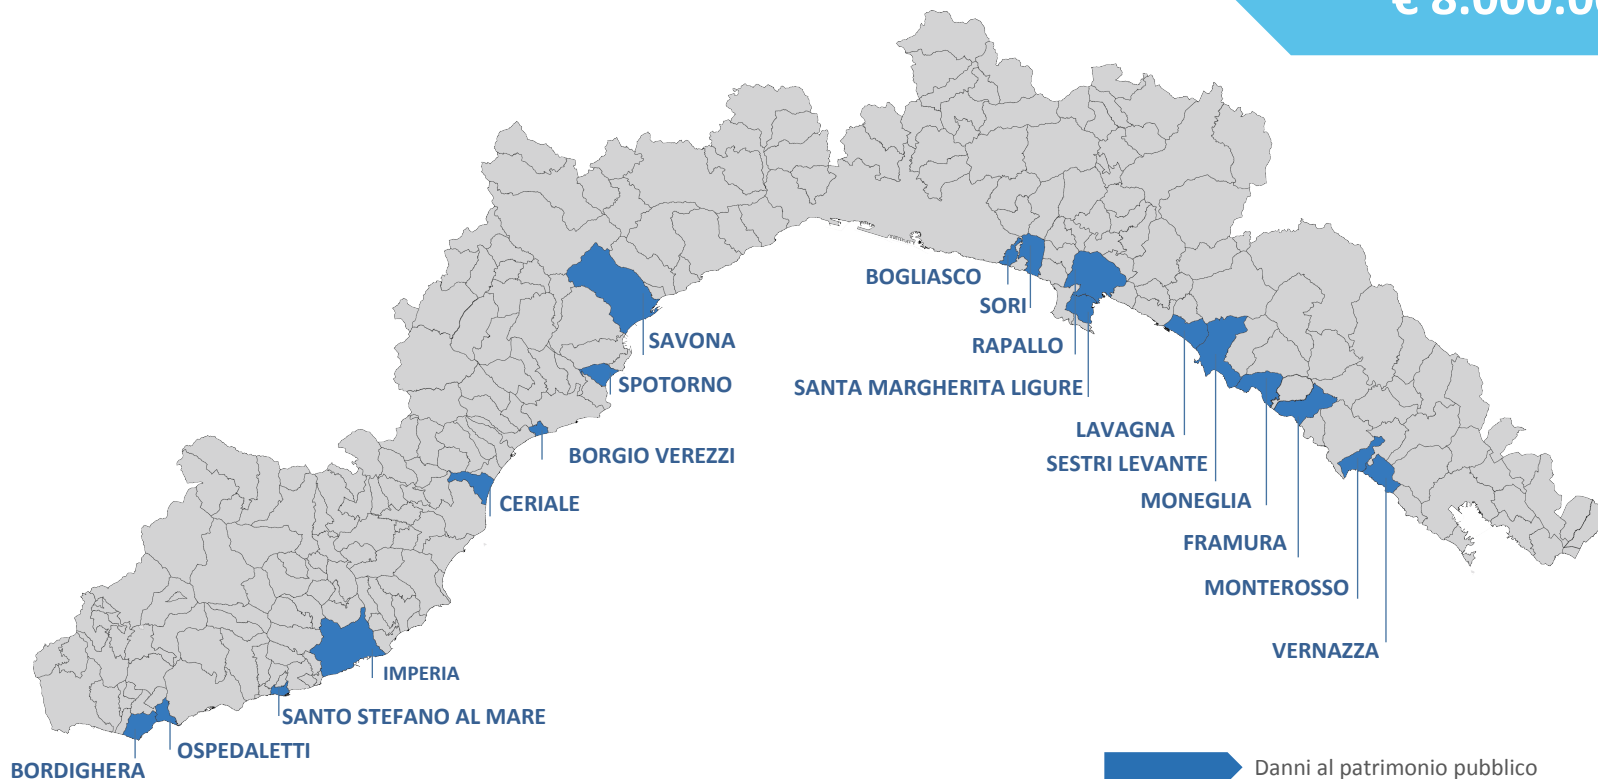 BOGLIASCO
SORI
SAVONA
RAPALLO
SPOTORNO
SANTA MARGHERITA LIGURE
LAVAGNA
BORGIO VEREZZI
SESTRI LEVANTE
CERIALE
MONEGLIA
FRAMURA
MONTEROSSO
VERNAZZA
IMPERIA
SANTO STEFANO AL MARE
OSPEDALETTI
BORDIGHERA
Danni al patrimonio pubblico